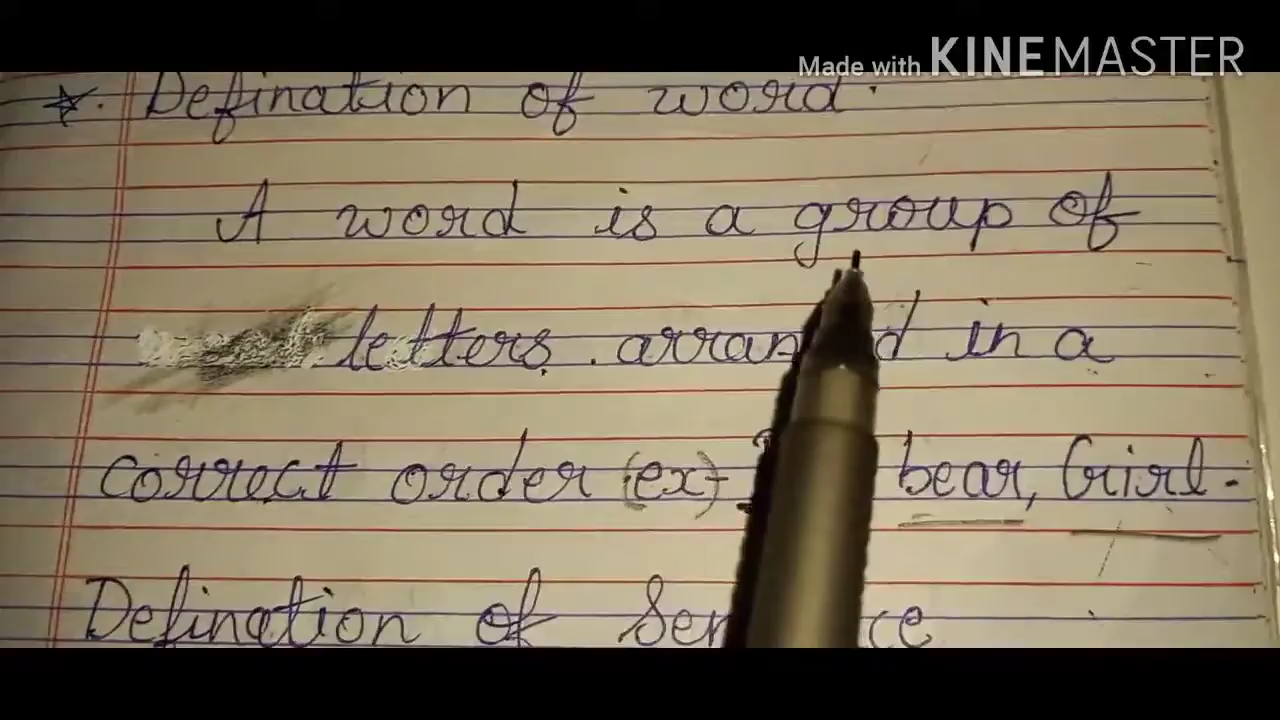 Made with KINEMASTER
☆. Defination of word.
A word is a group of
letters. in a
correct order (ex) bear, Girl.
Defination of